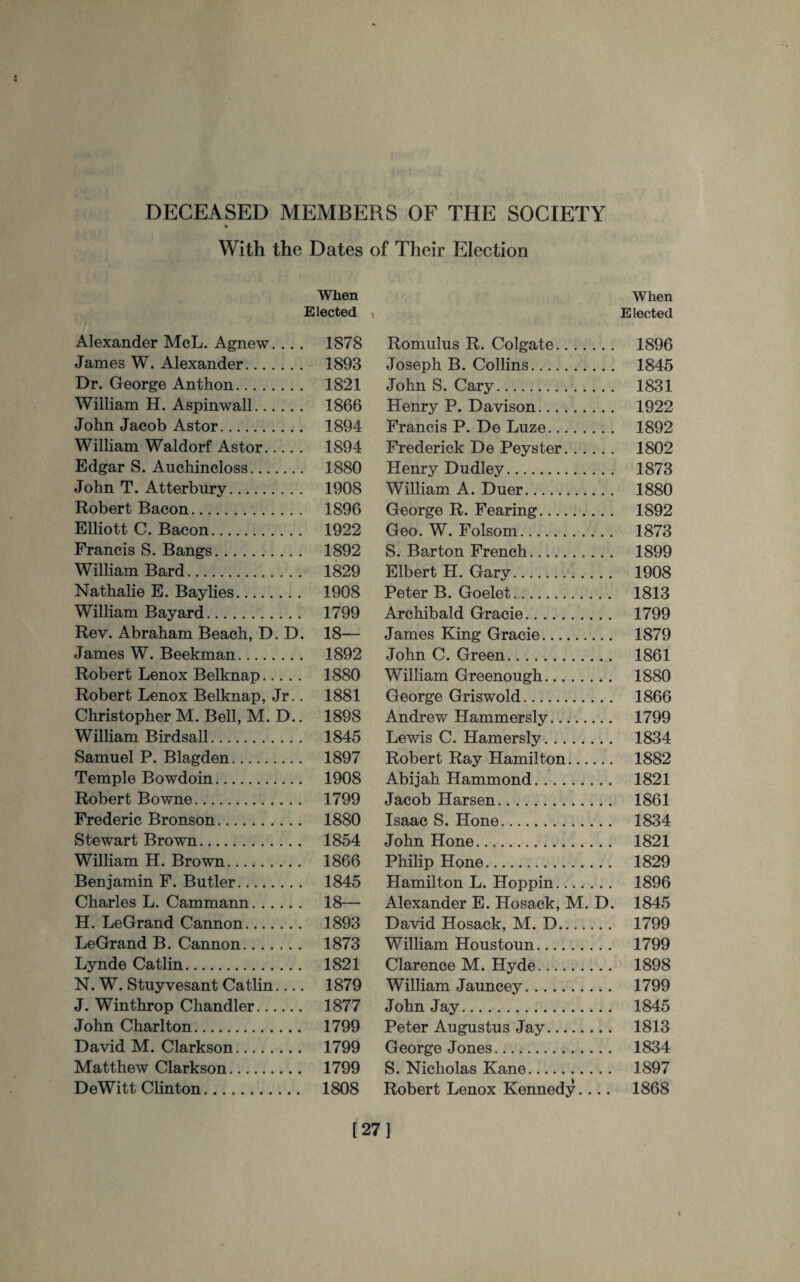 DECEASED MEMBERS OF THE SOCIETY
With the Dates of Their Election
When
Elected
Alexander McL. Agnew.... 1878
James W. Alexander....... 1893
Dr. George Anthon........ 1821
William H. Aspinwall...... 1866
John Jacob Astor.......... 1894
William Waldorf Astor..... 1894
Edgar S. Auchincloss....... 1880
John T. Atterbury......... 1908
Robert Bacon............. 1896
Elliott C. Bacon........... 1922
Francis S. Bangs.......... 1892
William Bard.............. 1829
Nathalie E. Baylies........ 1908
William Bayard........... 1799
Rev. Abraham Beach, D. D. 18—
James W. Beekman........ 1892
Robert Lenox Belknap..... 1880
Robert Lenox Belknap, Jr.. 1881
Christopher M. Bell, M. D.. 1898
William Birdsall........... 1845
Samuel P. Blagden......... 1897
Temple Bowdoin........... 1908
Robert Bowne............. 1799
Frederic Bronson.......... 1880
Stewart Brown............ 1854
William H. Brown......... 1866
Benjamin F. Butler........ 1845
Charles L. Cammann...... 18—
H. LeGrand Cannon....... 1893
LeGrand B. Cannon....... 1873
Lynde Catlin.............. 1821
N. W. Stuyvesant Catlin.... 1879
J. Winthrop Chandler...... 1877
John Charlton............. 1799
David M. Clarkson........ 1799
Matthew Clarkson......... 1799
DeWitt Clinton............ 1808
When
Elected
Romulus R. Colgate....... 1896
Joseph B. Collins.......... 1845
John S. Cary.............. 1831
Henry P. Davison......... 1922
Francis P. De Luze........ 1892
Frederick De Peyster...... 1802
Henry Dudley............. 1873
William A. Duer........... 1880
George R. Fearing......... 1892
Geo. W. Folsom........... 1873
S. Barton French.......... 1899
Elbert H. Gary............ 1908
Peter B. Goelet............ 1813
Archibald Gracie.......... 1799
James King Gracie......... 1879
John C. Green............. 1861
William Greenough........ 1880
George Griswold........... 1866
Andrew Hammersly........ 1799
Lewis C. Hamersly........ 1834
Robert Ray Hamilton...... 1882
Abijah Hammond......... 1821
Jacob Harsen............. 1861
Isaac S. Hone............. 1834
John Hone................ 1821
Philip Hone............... 1829
Hamilton L. Hoppin....... 1896
Alexander E. Hosack, M. D. 1845
David Hosack, M. D....... 1799
William Houstoun......... 1799
Clarence M. Hyde......... 1898
William Jauncey.......... 1799
John Jay................. 1845
Peter Augustus Jay........ 1813
George Jones.............. 1834
S. Nicholas Kane.......... 1897
Robert Lenox Kennedy.... 1868
[27]